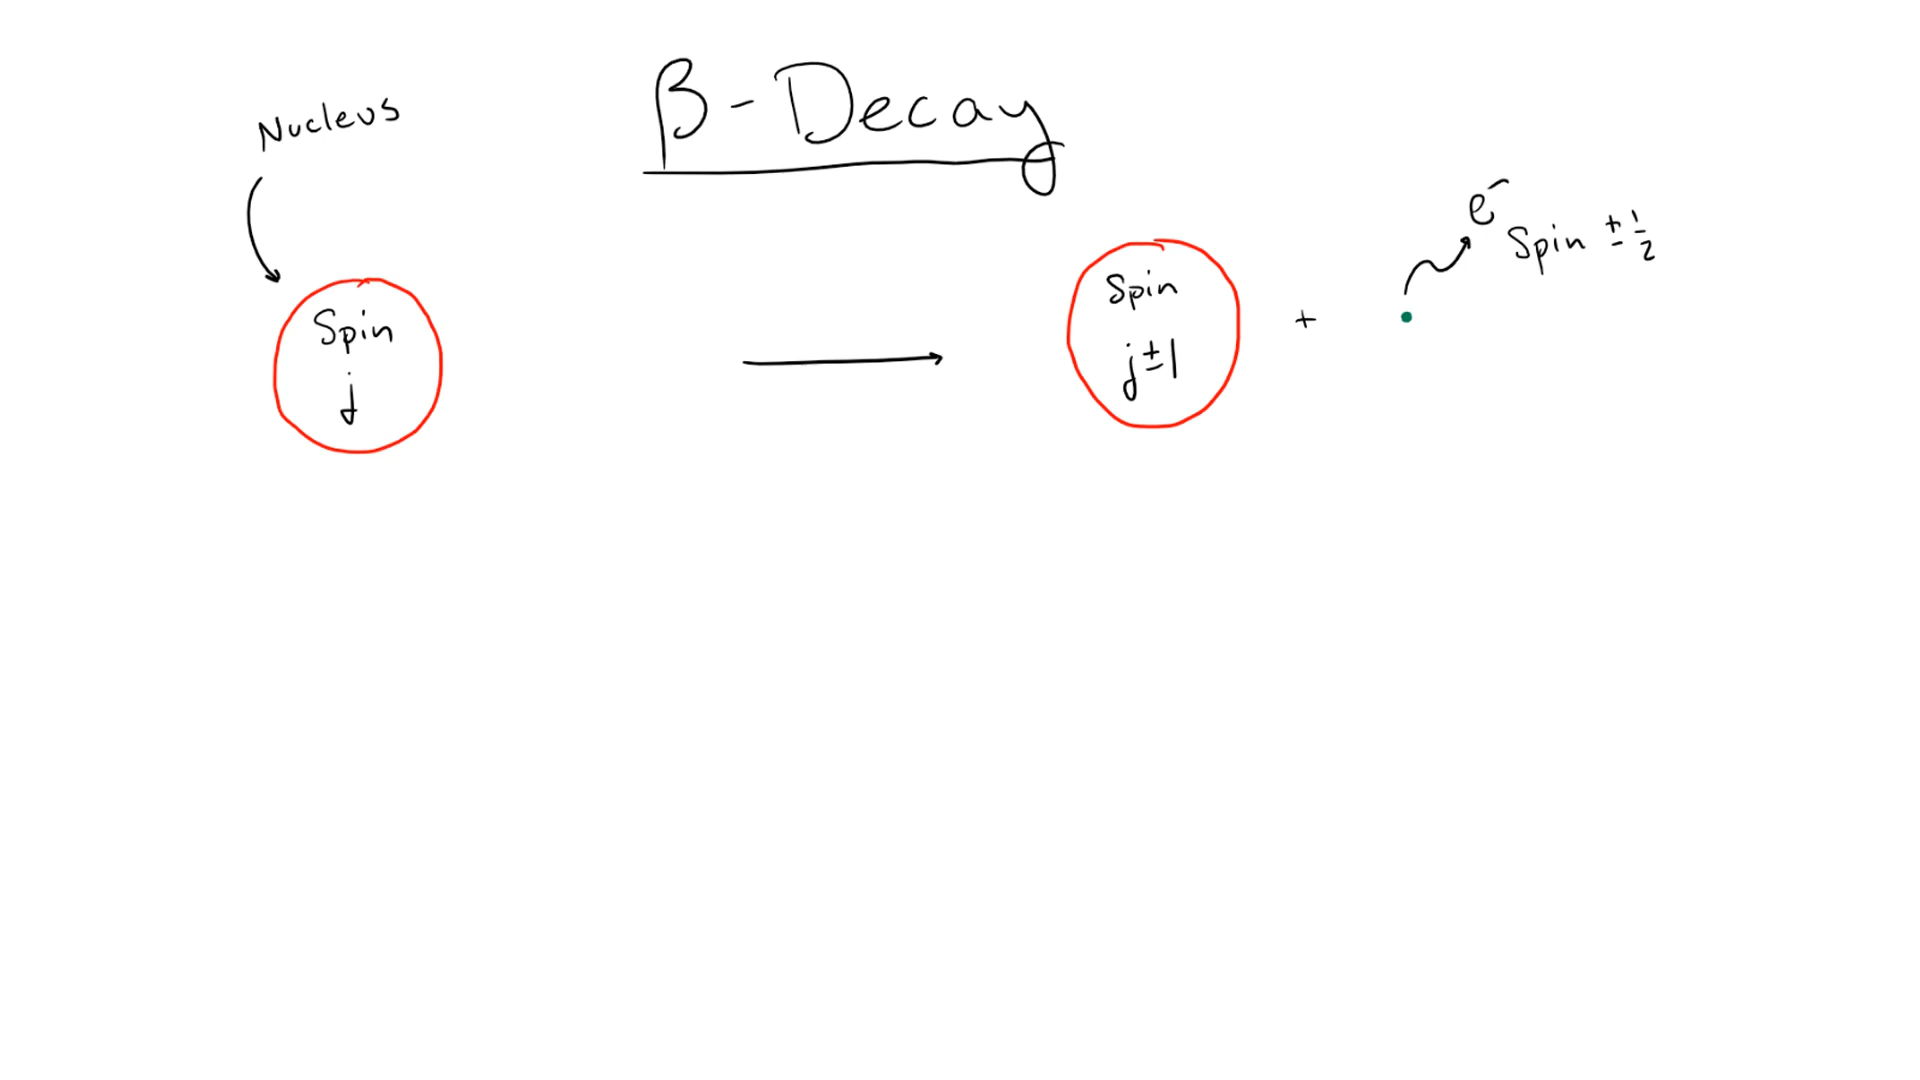 β-Decay
Nucleus
Spin
j
Spin
j±1
+
e⁻
Spin ±1/2